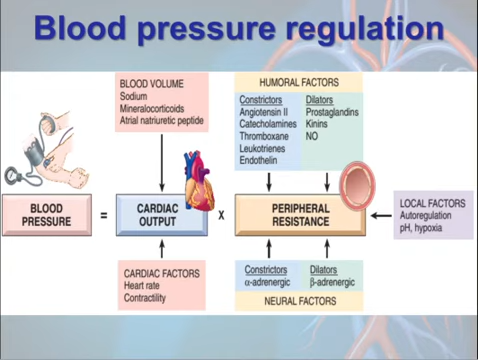 Blood pressure regulation
BLOOD VOLUME
Sodium
Mineralocorticoids
Atrial natriuretic peptide
HUMORAL FACTORS
Constrictors
Angiotensin II
Catecholamines
Thromboxane
Leukotrienes
Endothelin
Dilators
Prostaglandins
Kinins
NO
BLOOD
PRESSURE
=
CARDIAC
OUTPUT
X
PERIPHERAL
RESISTANCE
LOCAL FACTORS
Autoregulation
pH, hypoxia
CARDIAC FACTORS
Heart rate
Contractility
Constrictors
α-adrenergic
Dilators
β-adrenergic
NEURAL FACTORS